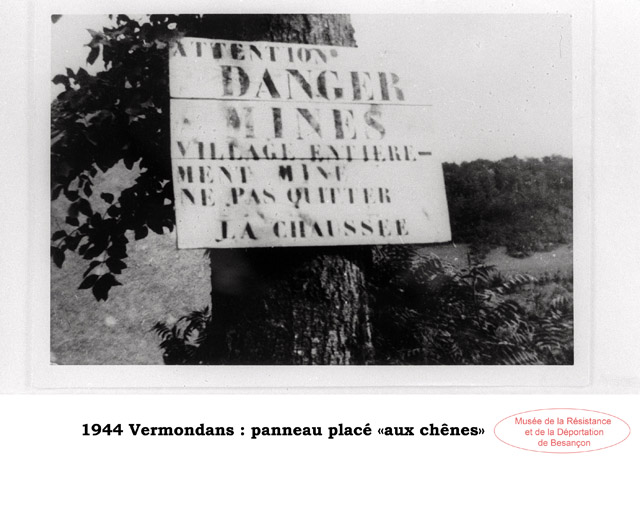 ATTENTION
DANGER
MINES
VILLAGE ENTIERE-
MENT MINE
NE PAS QUITTER
LA CHAUSSEE
1944 Vermondans : panneau placé «aux chênes»
Musée de la Résistance
et de la Déportation
de Besançon